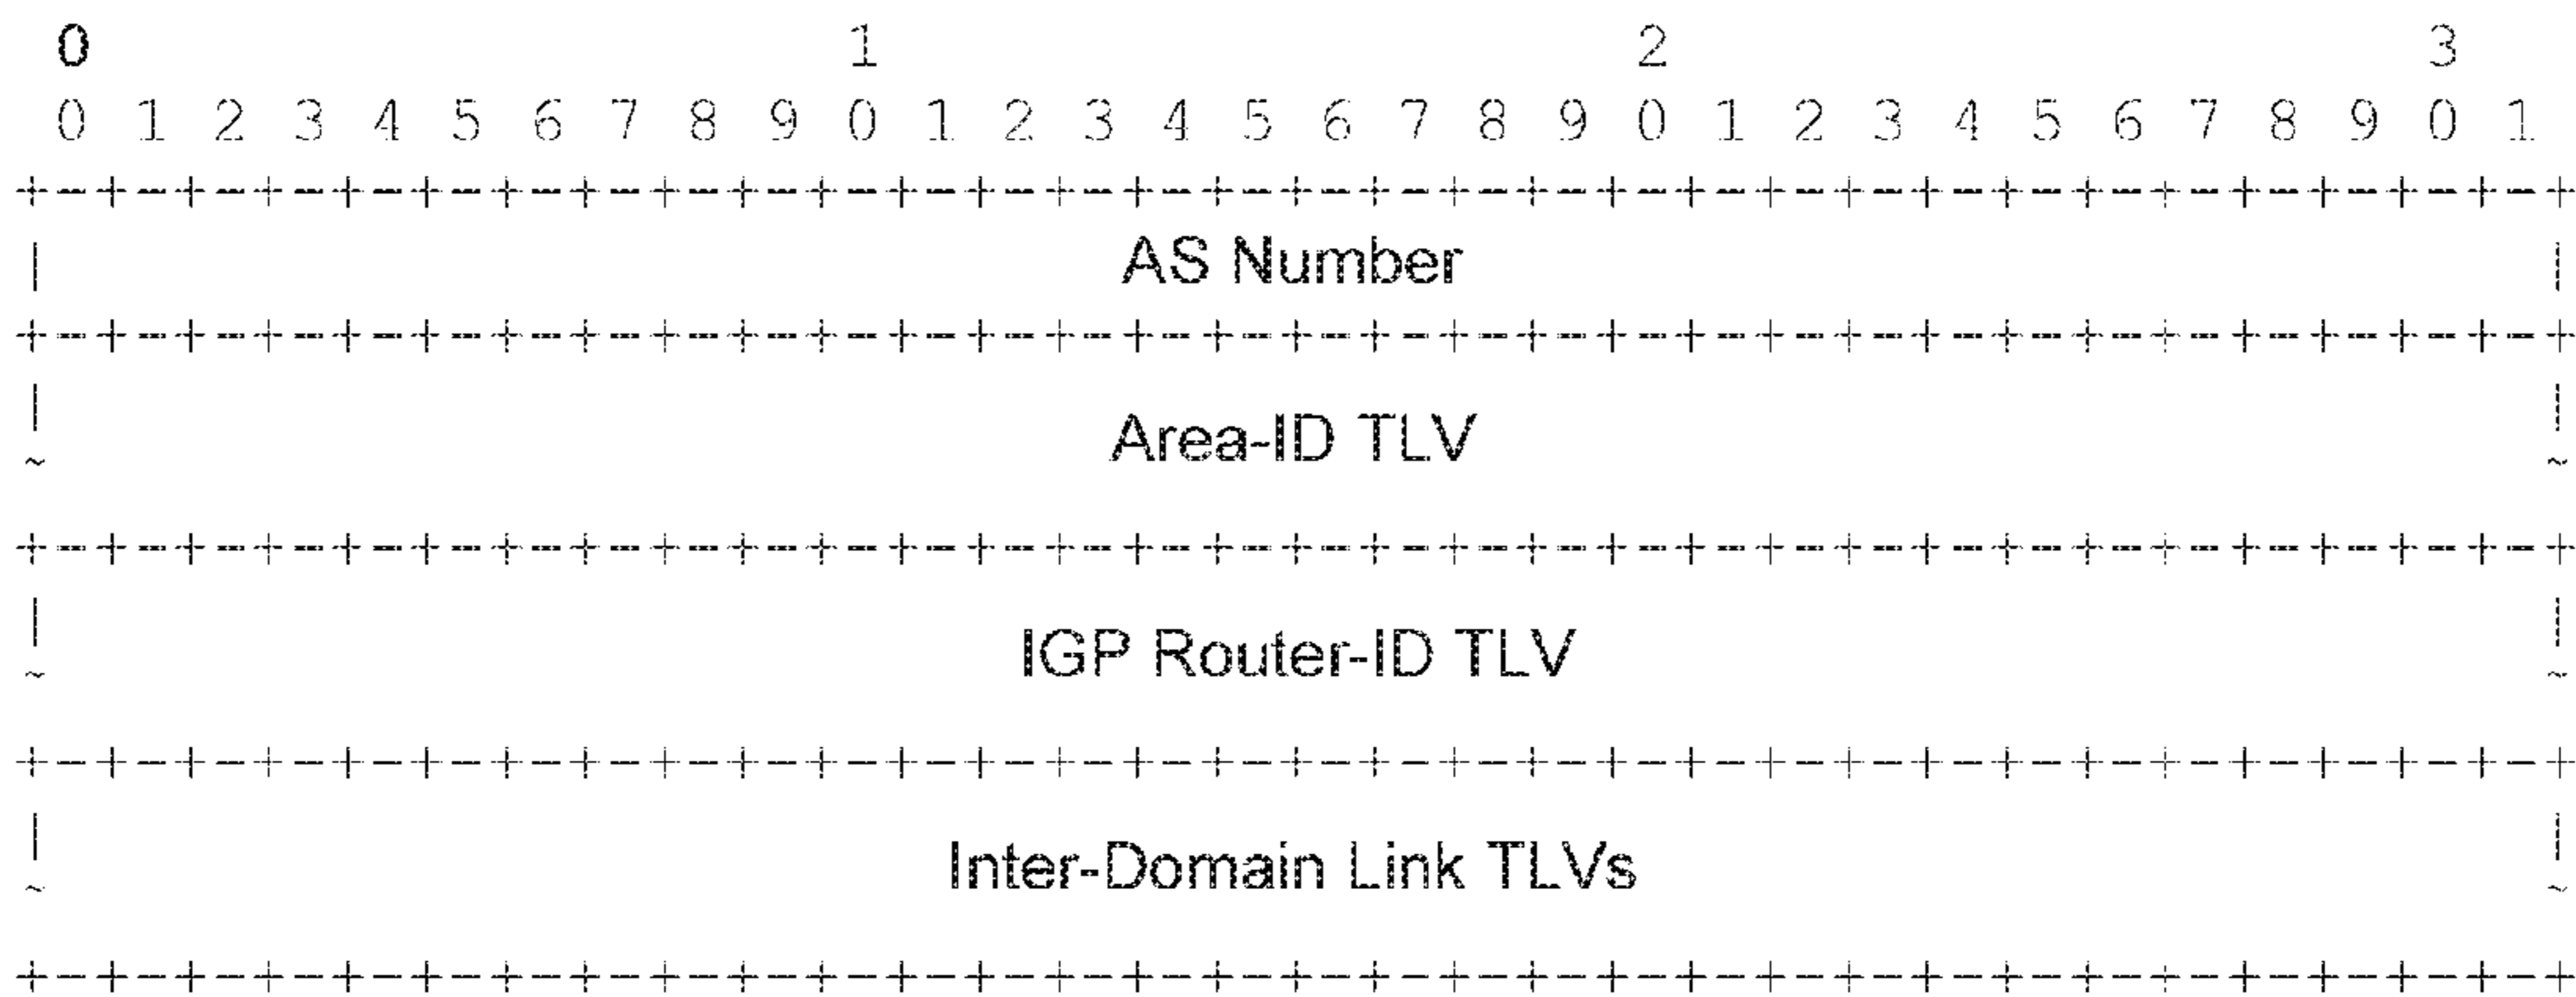 0 1 2 3
0 1 2 3 4 5 6 7 8 9 0 1 2 3 4 5 6 7 8 9 0 1 2 3 4 5 6 7 8 9 0 1
+-+-+-+-+-+-+-+-+-+-+-+-+-+-+-+-+-+-+-+-+-+-+-+-+-+-+-+-+-+-+-+-+
| AS Number |
+-+-+-+-+-+-+-+-+-+-+-+-+-+-+-+-+-+-+-+-+-+-+-+-+-+-+-+-+-+-+-+-+
| |
~ Area-ID TLV ~
+-+-+-+-+-+-+-+-+-+-+-+-+-+-+-+-+-+-+-+-+-+-+-+-+-+-+-+-+-+-+-+-+
| |
~ IGP Router-ID TLV ~
+-+-+-+-+-+-+-+-+-+-+-+-+-+-+-+-+-+-+-+-+-+-+-+-+-+-+-+-+-+-+-+-+
| |
~ Inter-Domain Link TLVs ~
+-+-+-+-+-+-+-+-+-+-+-+-+-+-+-+-+-+-+-+-+-+-+-+-+-+-+-+-+-+-+-+-+